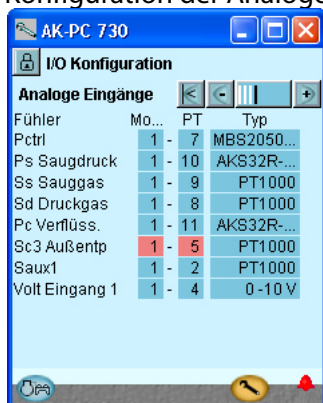 Konfiguration der Analoge
AK-PC 730
I/O Konfiguration
Analoge Eingänge
Fühler Mo... PT Typ
Pctrl 1 - 7 MBS2050...
Ps Saugdruck 1 - 10 AKS32R-...
Ss Sauggas 1 - 9 PT1000
Sd Druckgas 1 - 8 PT1000
Pc Verflüss. 1 - 11 AKS32R-...
Sc3 Außentp 1 - 5 PT1000
Saux1 1 - 2 PT1000
Volt Eingang 1 1 - 4 0 -10 V